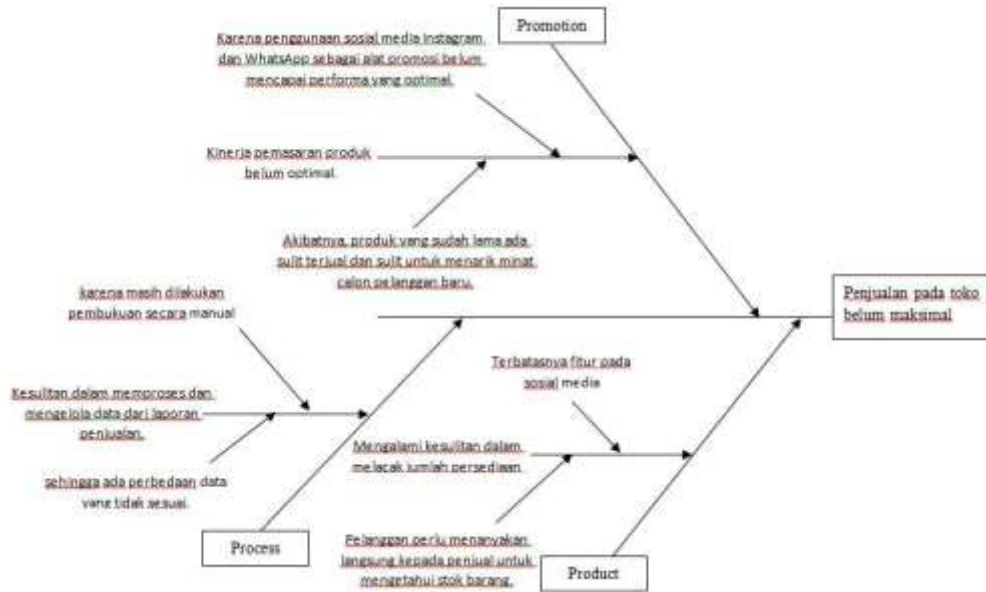 Promotion
Karena penggunaan sosial media Instagram
dan WhatsApp sebagai alat promosi belum
mencapai performa yang optimal.
Kinerja pemasaran produk
belum optimal.
Akibatnya, produk yang sudah lama ada
sulit terjual dan sulit untuk menarik minat
calon pelanggan baru.
karena masih dilakukan
pembukuan secara manual
Penjualan pada toko
belum maksimal
Terbatasnya fitur pada
sosial media
Kesulitan dalam memproses dan
mengelola data dari laporan
penjualan.
Mengalami kesulitan dalam
melacak jumlah persediaan
sehingga ada perbedaan data
yang tidak sesuai.
Process
Pelanggan perlu menanyakan
langsung kepada penjual untuk
mengetahui stok barang.
Product